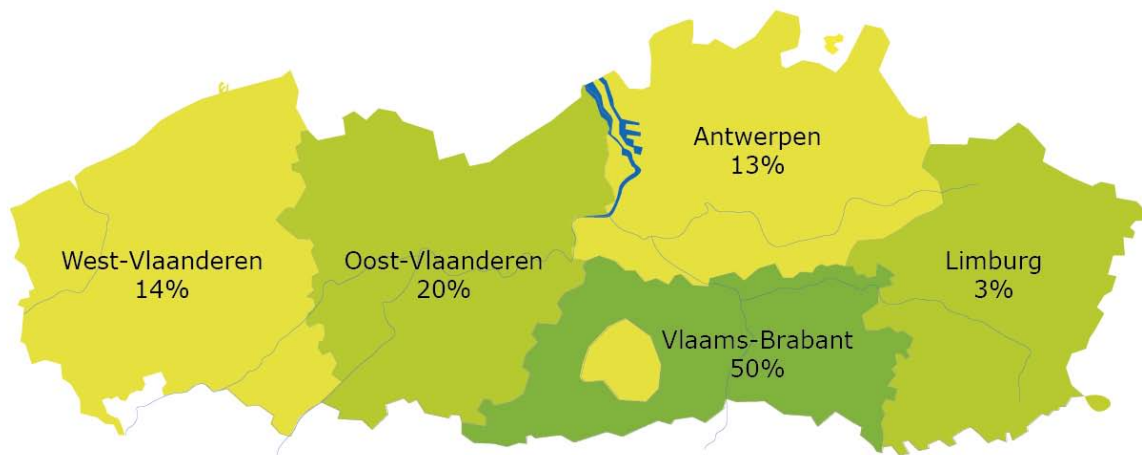 Antwerpen
13%
West-Vlaanderen
14%
Oost-Vlaanderen
20%
Limburg
3%
Vlaams-Brabant
50%